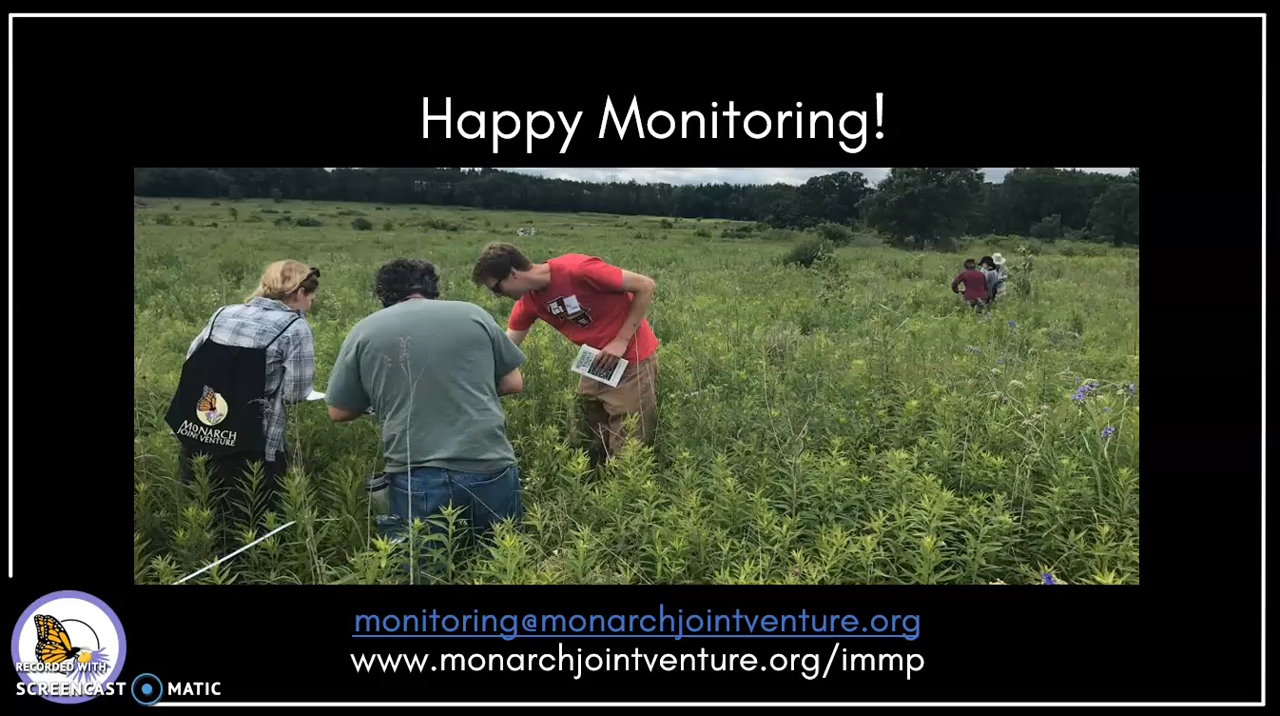 Happy Monitoring!
MONARCH
JOINT VENTURE
monitoring@monarchjointventure.org
www.monarchjointventure.org/immp
RECORDED WITH
SCREENCAST MATIC